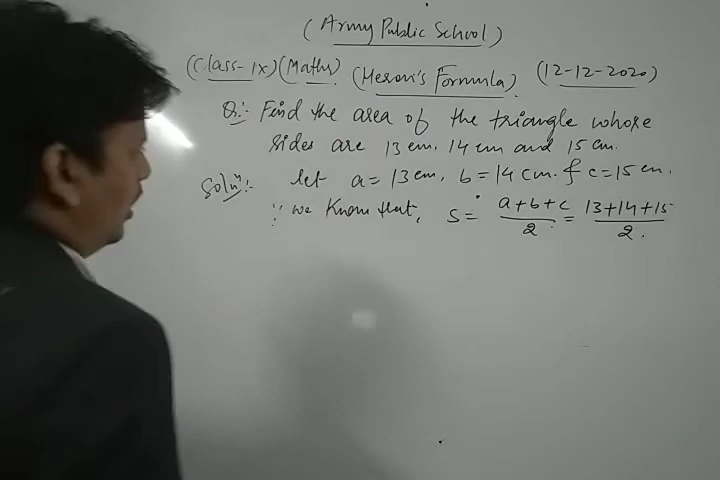 (Army Public School)
(Class-IX) (Maths) (Heron's Formula) (12-12-2020)
Q:- Find the area of the triangle whose
sides are 13 cm, 14 cm and 15 cm.
Solnː- let a = 13 cm, b = 14 cm. & c = 15 cm.
∵ we know that, S = a+b+c/2 = 13+14+15/2.